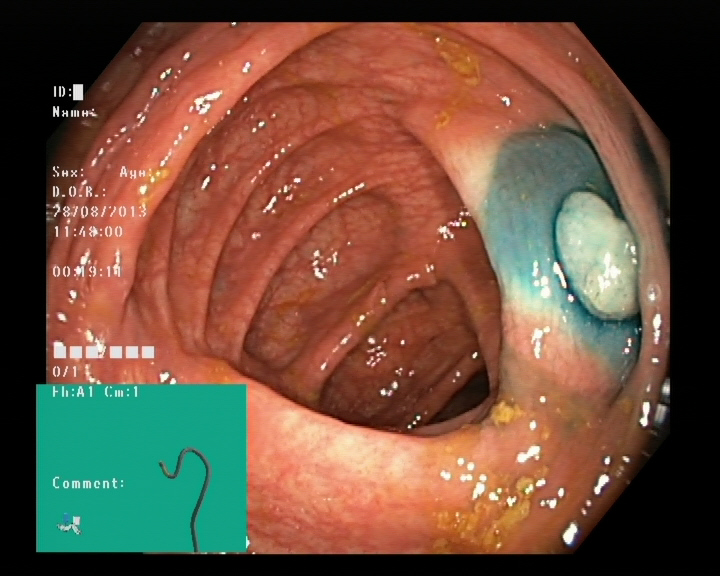 ID:
Name:
Sex: Age:
D.O.B.:
28/08/2013
11:48:00
00:19:11
0/1
Eh:A1 Cm:1
Comment: